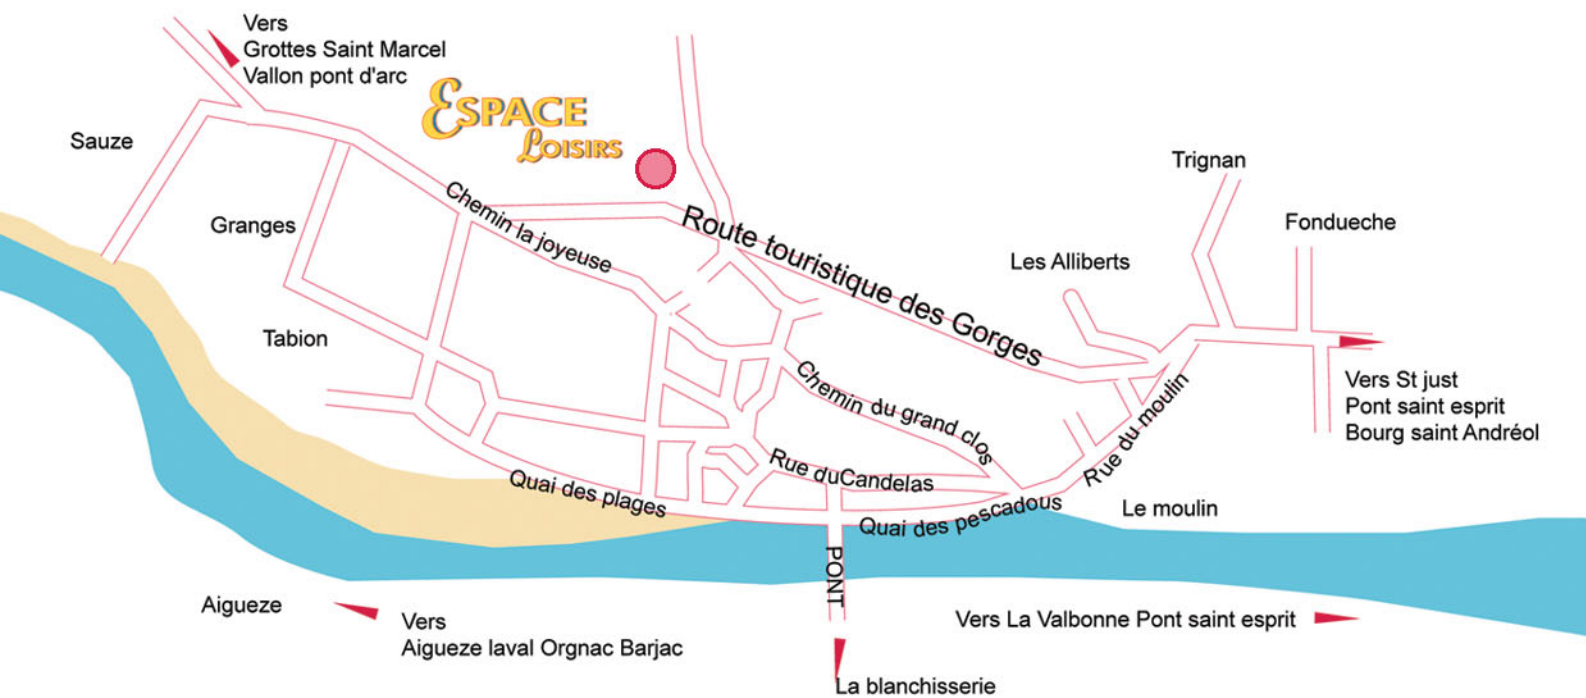 Vers
Grottes Saint Marcel
Vallon pont d'arc
ESPACE
LOISIRS
Sauze
Trignan
Granges
Chemin la joyeuse
Route touristique des Gorges
Fondueche
Les Alliberts
Tabion
Chemin du grand clos
Vers St just
Pont saint esprit
Bourg saint Andréol
Rue du moulin
Rue duCandelas
Quai des plages
Quai des pescadous
Le moulin
PONT
Aigueze
Vers
Aigueze laval Orgnac Barjac
Vers La Valbonne Pont saint esprit
La blanchisserie